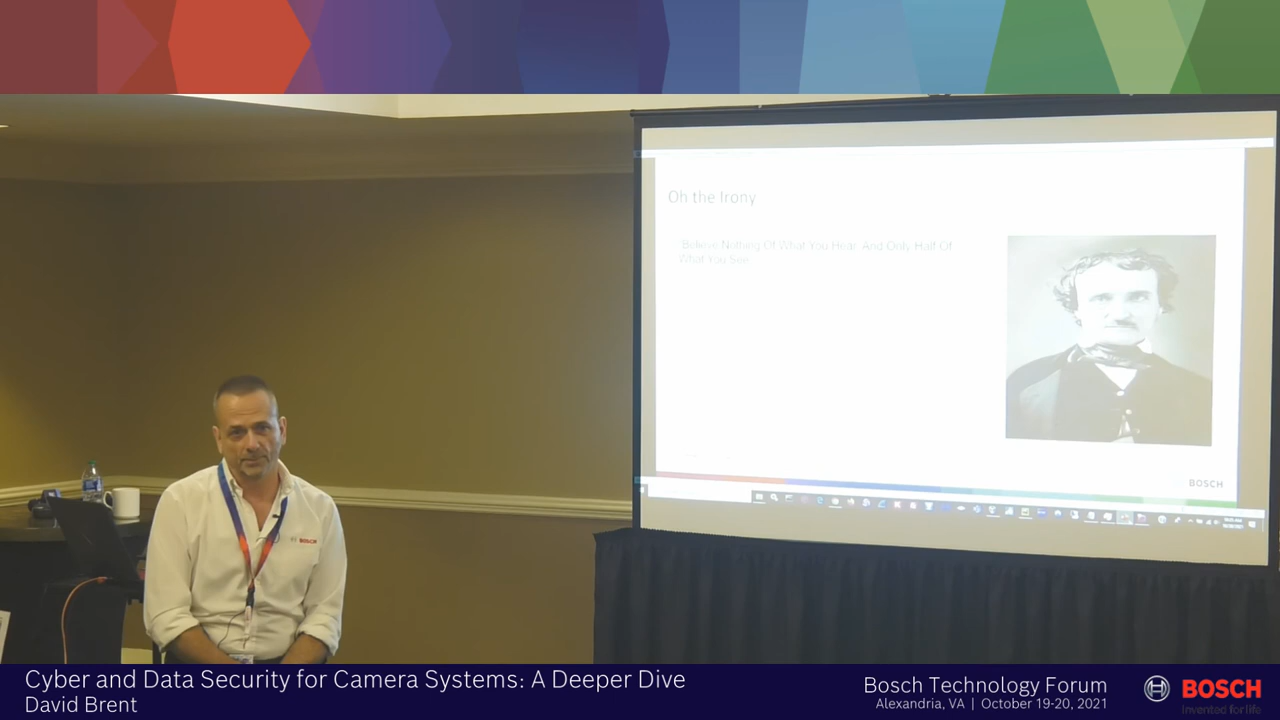 Oh the Irony
"Believe Nothing Of What You Hear, And Only Half Of
What You See
BOSCH
BOSCH
Cyber and Data Security for Camera Systems: A Deeper Dive
David Brent
Bosch Technology Forum
Alexandria, VA | October 19-20, 2021
BOSCH
Invented for life